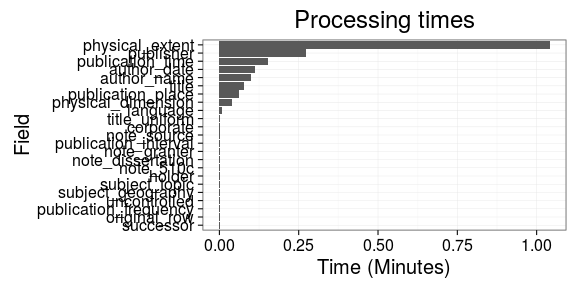 Processing times
Field
physical_extent
publisher
publication_time
author_date
author_name
title
publication_place
physical_dimension
language
title_uniform
corporate
note_source
publication_interval
note_granter
note_dissertation
note_510c
holder
subject_topic
subject_geography
uncontrolled
publication_frequency
original_row
successor
0.00 0.25 0.50 0.75 1.00
Time (Minutes)